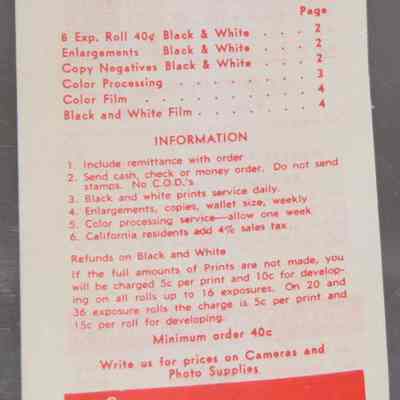 Page
8 Exp. Roll 40¢ Black & White . . . 2
Enlargements Black & White . . . 2
Copy Negatives Black & White . . . . 2
Color Processing . . . . . . . . 3
Color Film . . . . . . . . . . 4
Black and White Film . . . . . . . 4
INFORMATION
1. Include remittance with order
2. Send cash, check or money order. Do not send
stamps. No C.O.D.'s
3. Black and white prints service daily.
4. Enlargements, copies, wallet size, weekly
5. Color processing service—allow one week
6. California residents add 4% sales tax
Refunds on Black and White
If the full amounts of Prints are not made, you
will be charged 5c per print and 10c for develop-
ing on all rolls up to 16 exposures. On 20 and
36 exposure rolls the charge is 5c per print and
15c per roll for developing.
Minimum order 40c
Write us for prices on Cameras and
Photo Supplies